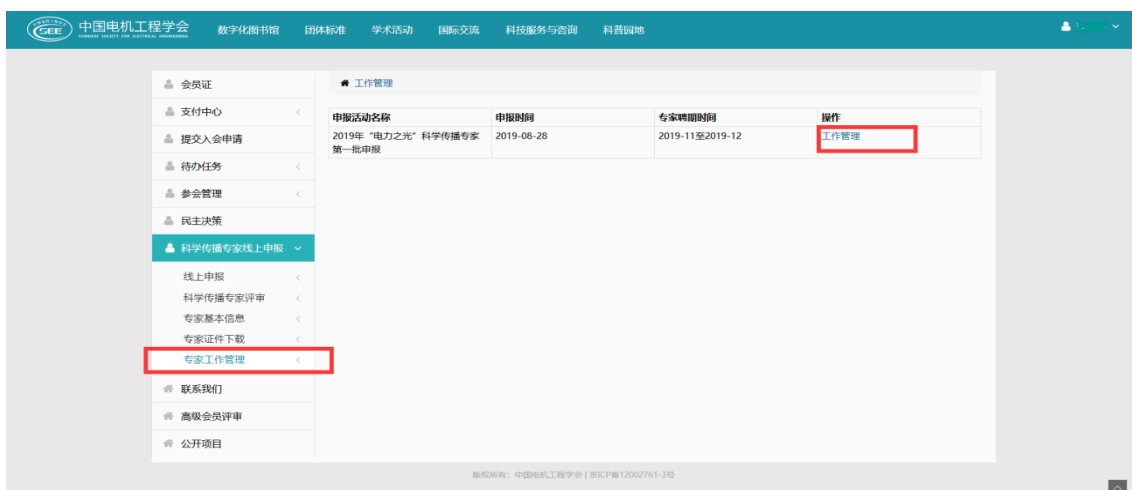 中国电机工程学会
CHINESE SOCIETY FOR ELECTRICAL ENGINEERING
CSEE
数字化图书馆 团体标准 学术活动 国际交流 科技服务与咨询 科普园地
会员证
支付中心
提交入会申请
待办任务
参会管理
民主决策
科学传播专家线上申报
线上申报
科学传播专家评审
专家基本信息
专家证件下载
专家工作管理
联系我们
高级会员评审
公开项目
工作管理
申报活动名称 申报时间 专家聘期时间 操作
2019年“电力之光”科学传播专家 2019-08-28 2019-11至2019-12 工作管理
第一批申报
版权所有：中国电机工程学会 | 京ICP备12002761-3号